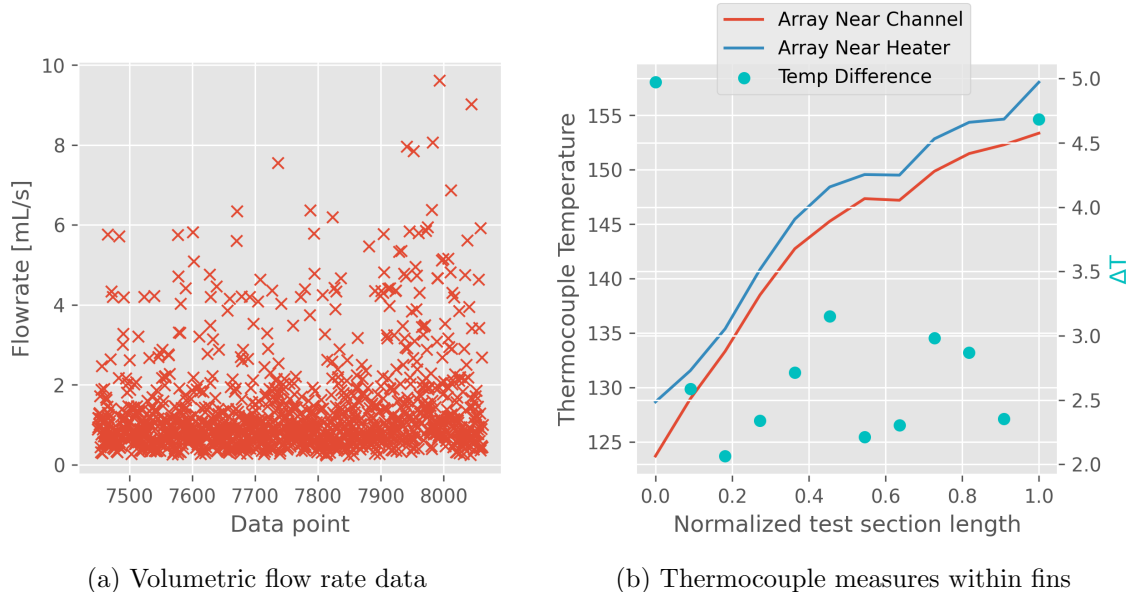 10
8
6
4
2
0
Flowrate [mL/s]
7500 7600 7700 7800 7900 8000
Data point
(a) Volumetric flow rate data
Array Near Channel
Array Near Heater
Temp Difference
155
150
145
140
135
130
125
Thermocouple Temperature
5.0
4.5
4.0
3.5
3.0
2.5
2.0
ΔT
0.0 0.2 0.4 0.6 0.8 1.0
Normalized test section length
(b) Thermocouple measures within fins